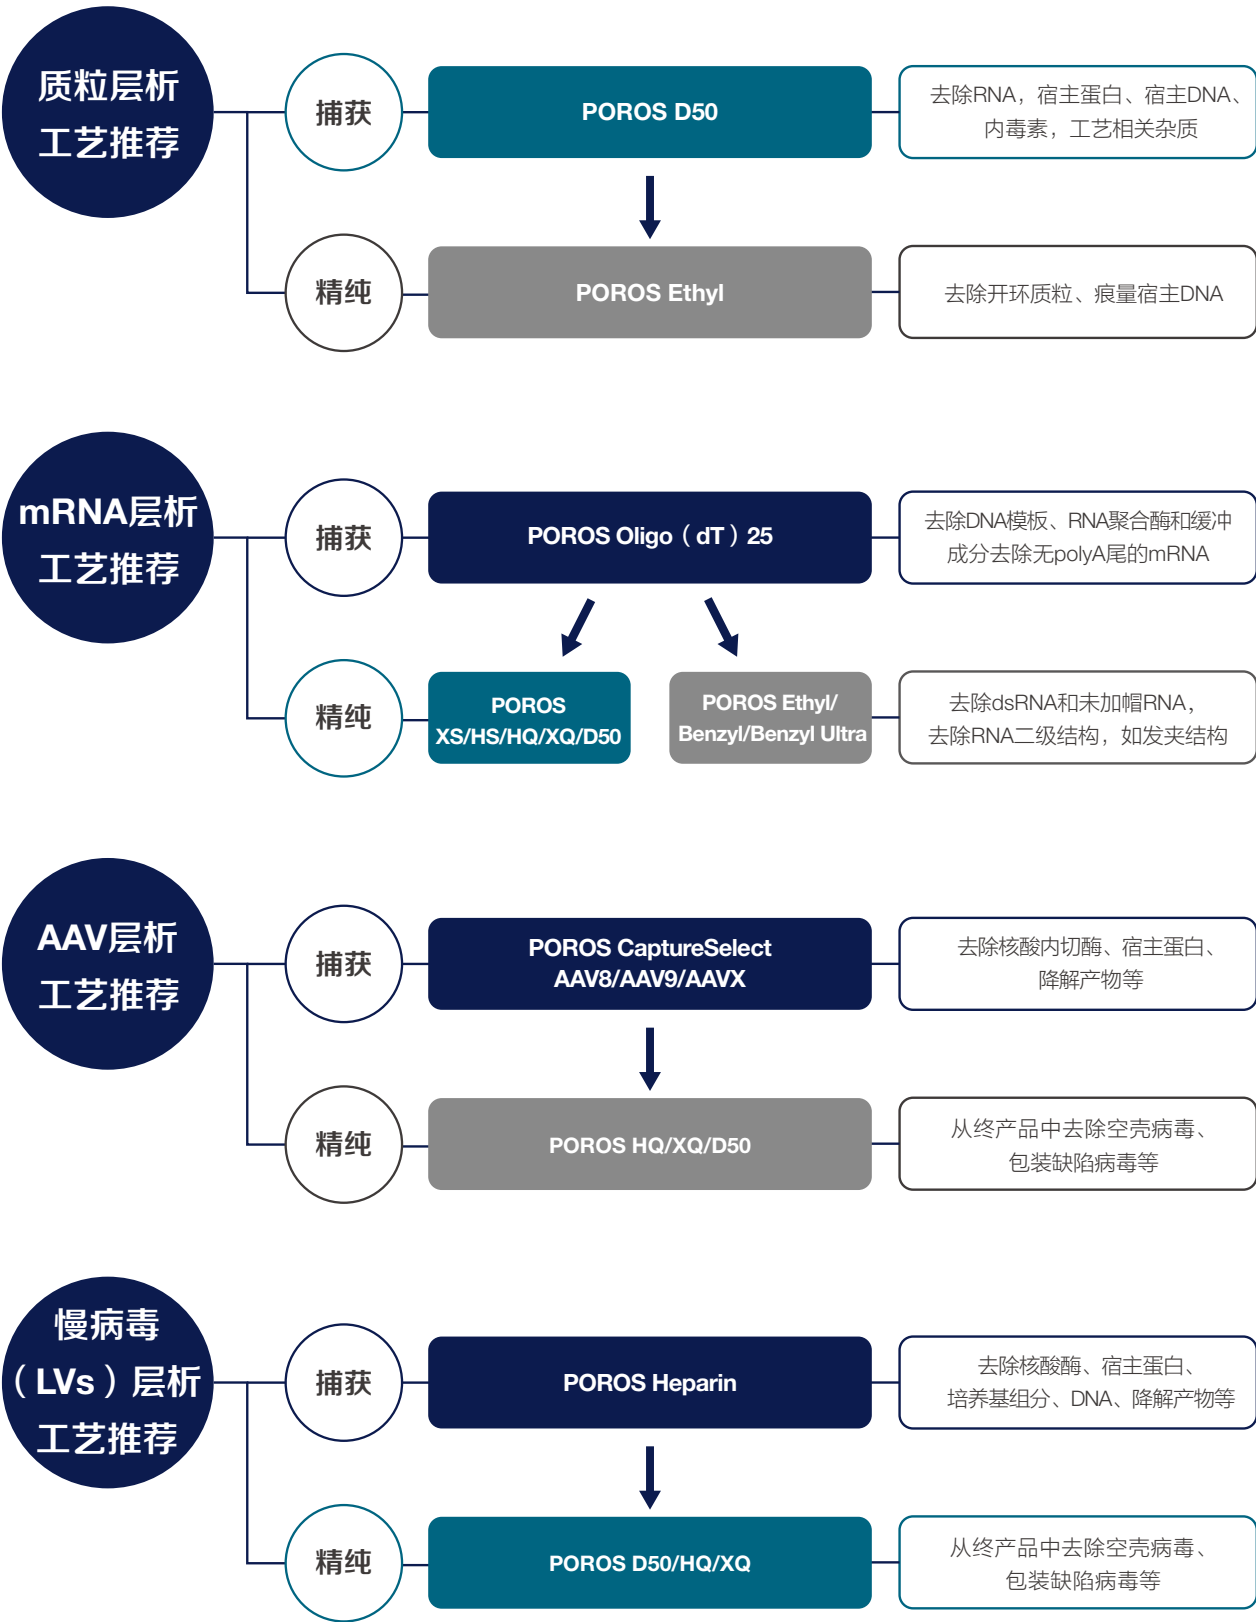 质粒层析
工艺推荐
捕获
POROS D50
去除RNA，宿主蛋白、宿主DNA、
内毒素，工艺相关杂质
精纯
POROS Ethyl
去除开环质粒、痕量宿主DNA
mRNA层析
工艺推荐
捕获
POROS Oligo（dT）25
去除DNA模板、RNA聚合酶和缓冲
成分去除无polyA尾的mRNA
精纯
POROS
XS/HS/HQ/XQ/D50
POROS Ethyl/
Benzyl/Benzyl Ultra
去除dsRNA和未加帽RNA，
去除RNA二级结构，如发夹结构
AAV层析
工艺推荐
捕获
POROS CaptureSelect
AAV8/AAV9/AAVX
去除核酸内切酶、宿主蛋白、
降解产物等
精纯
POROS HQ/XQ/D50
从终产品中去除空壳病毒、
包装缺陷病毒等
慢病毒
（LVs）层析
工艺推荐
捕获
POROS Heparin
去除核酸酶、宿主蛋白、
培养基组分、DNA、降解产物等
精纯
POROS D50/HQ/XQ
从终产品中去除空壳病毒、
包装缺陷病毒等